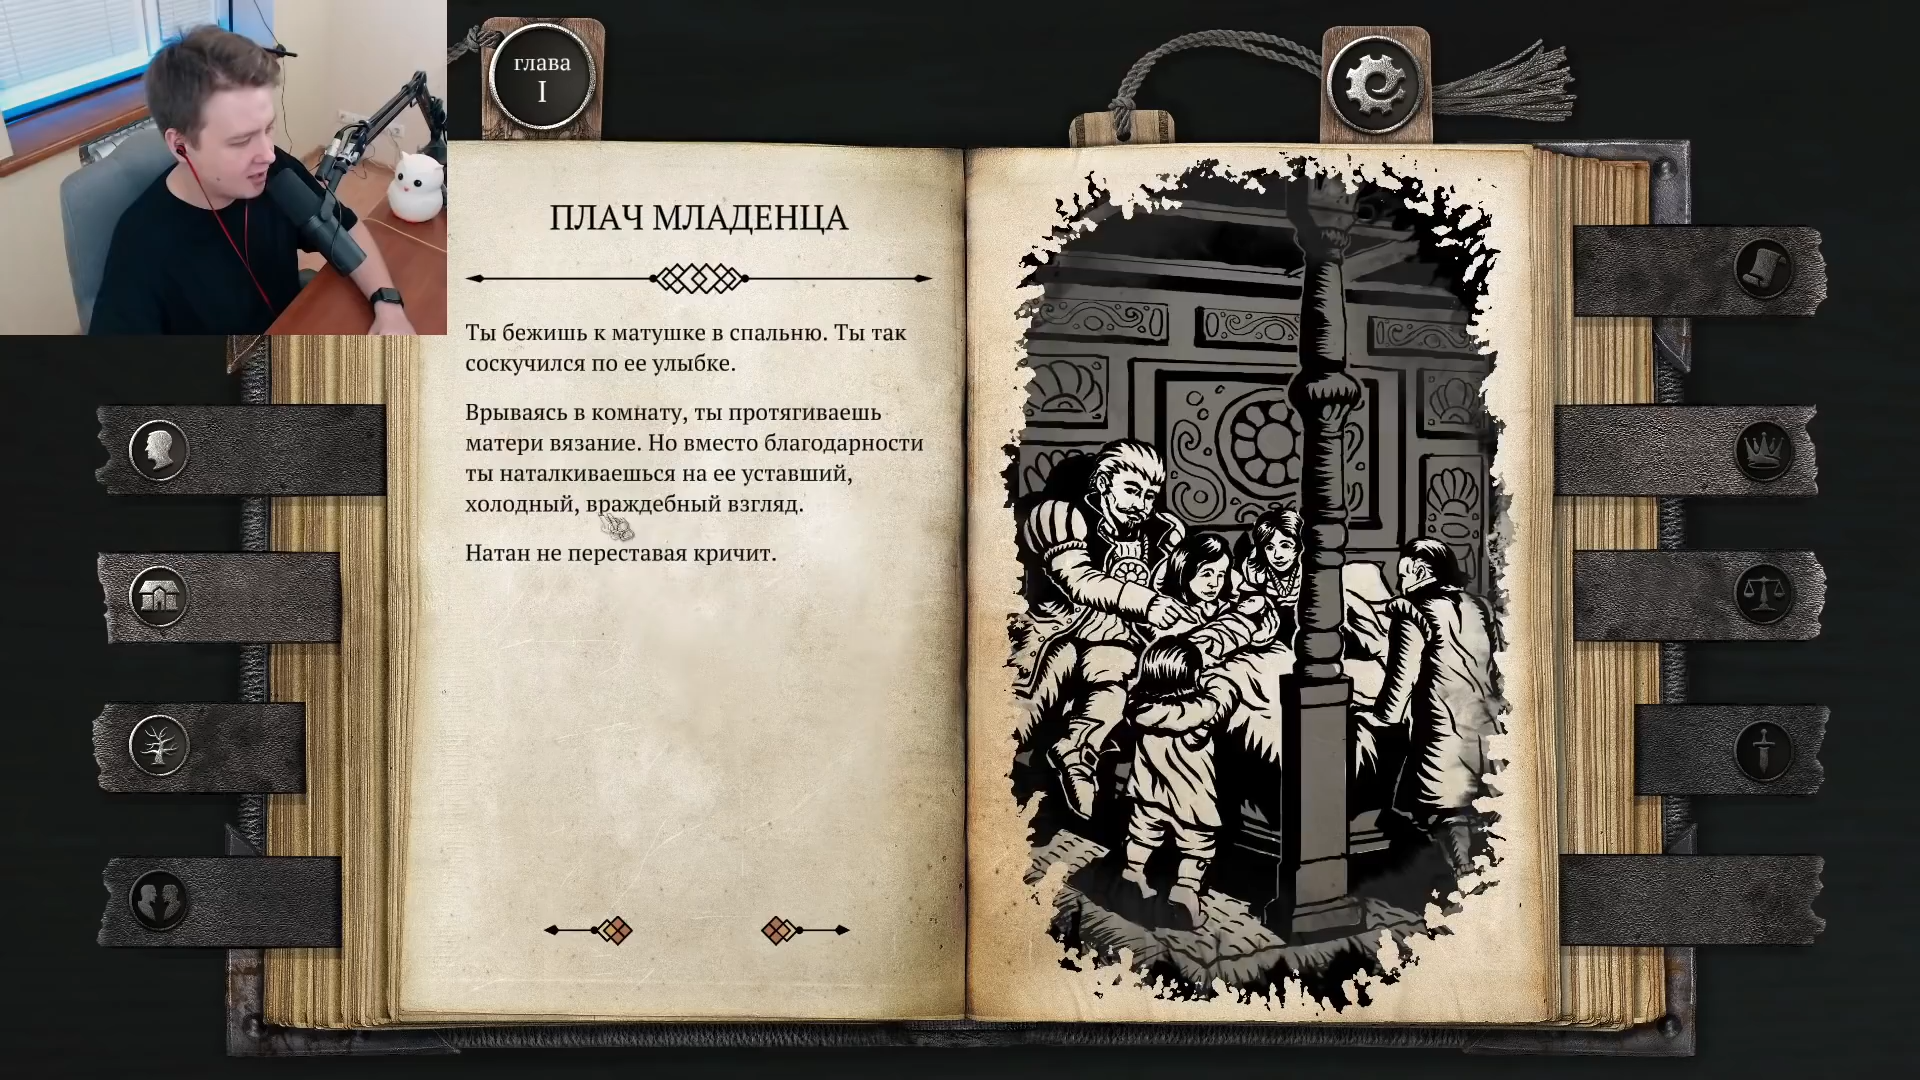 глава
I
ПЛАЧ МЛАДЕНЦА
Ты бежишь к матушке в спальню. Ты так
соскучился по ее улыбке.
Врываясь в комнату, ты протягиваешь
матери вязание. Но вместо благодарности
ты наталкиваешься на ее уставший,
холодный, враждебный взгляд.
Натан не переставая кричит.